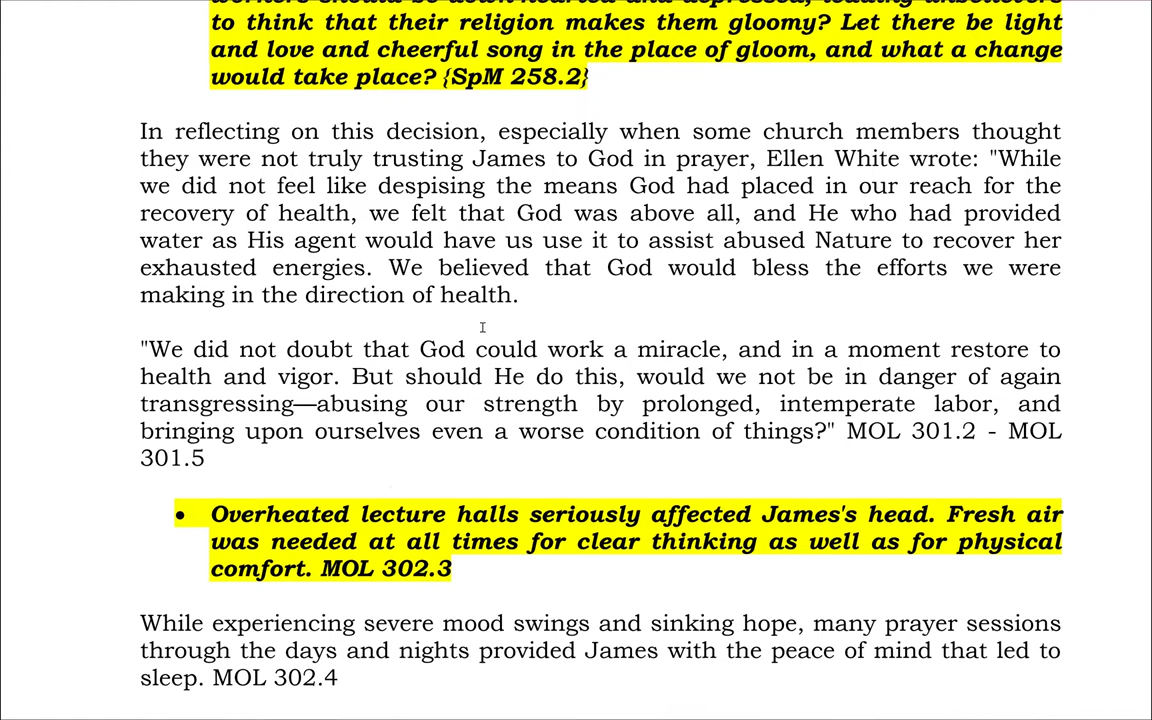 to think that their religion makes them gloomy? Let there be light
and love and cheerful song in the place of gloom, and what a change
would take place? {SpM 258.2}
In reflecting on this decision, especially when some church members thought
they were not truly trusting James to God in prayer, Ellen White wrote: "While
we did not feel like despising the means God had placed in our reach for the
recovery of health, we felt that God was above all, and He who had provided
water as His agent would have us use it to assist abused Nature to recover her
exhausted energies. We believed that God would bless the efforts we were
making in the direction of health.
"We did not doubt that God could work a miracle, and in a moment restore to
health and vigor. But should He do this, would we not be in danger of again
transgressing—abusing our strength by prolonged, intemperate labor, and
bringing upon ourselves even a worse condition of things?" MOL 301.2 - MOL
301.5
• Overheated lecture halls seriously affected James's head. Fresh air
was needed at all times for clear thinking as well as for physical
comfort. MOL 302.3
While experiencing severe mood swings and sinking hope, many prayer sessions
through the days and nights provided James with the peace of mind that led to
sleep. MOL 302.4